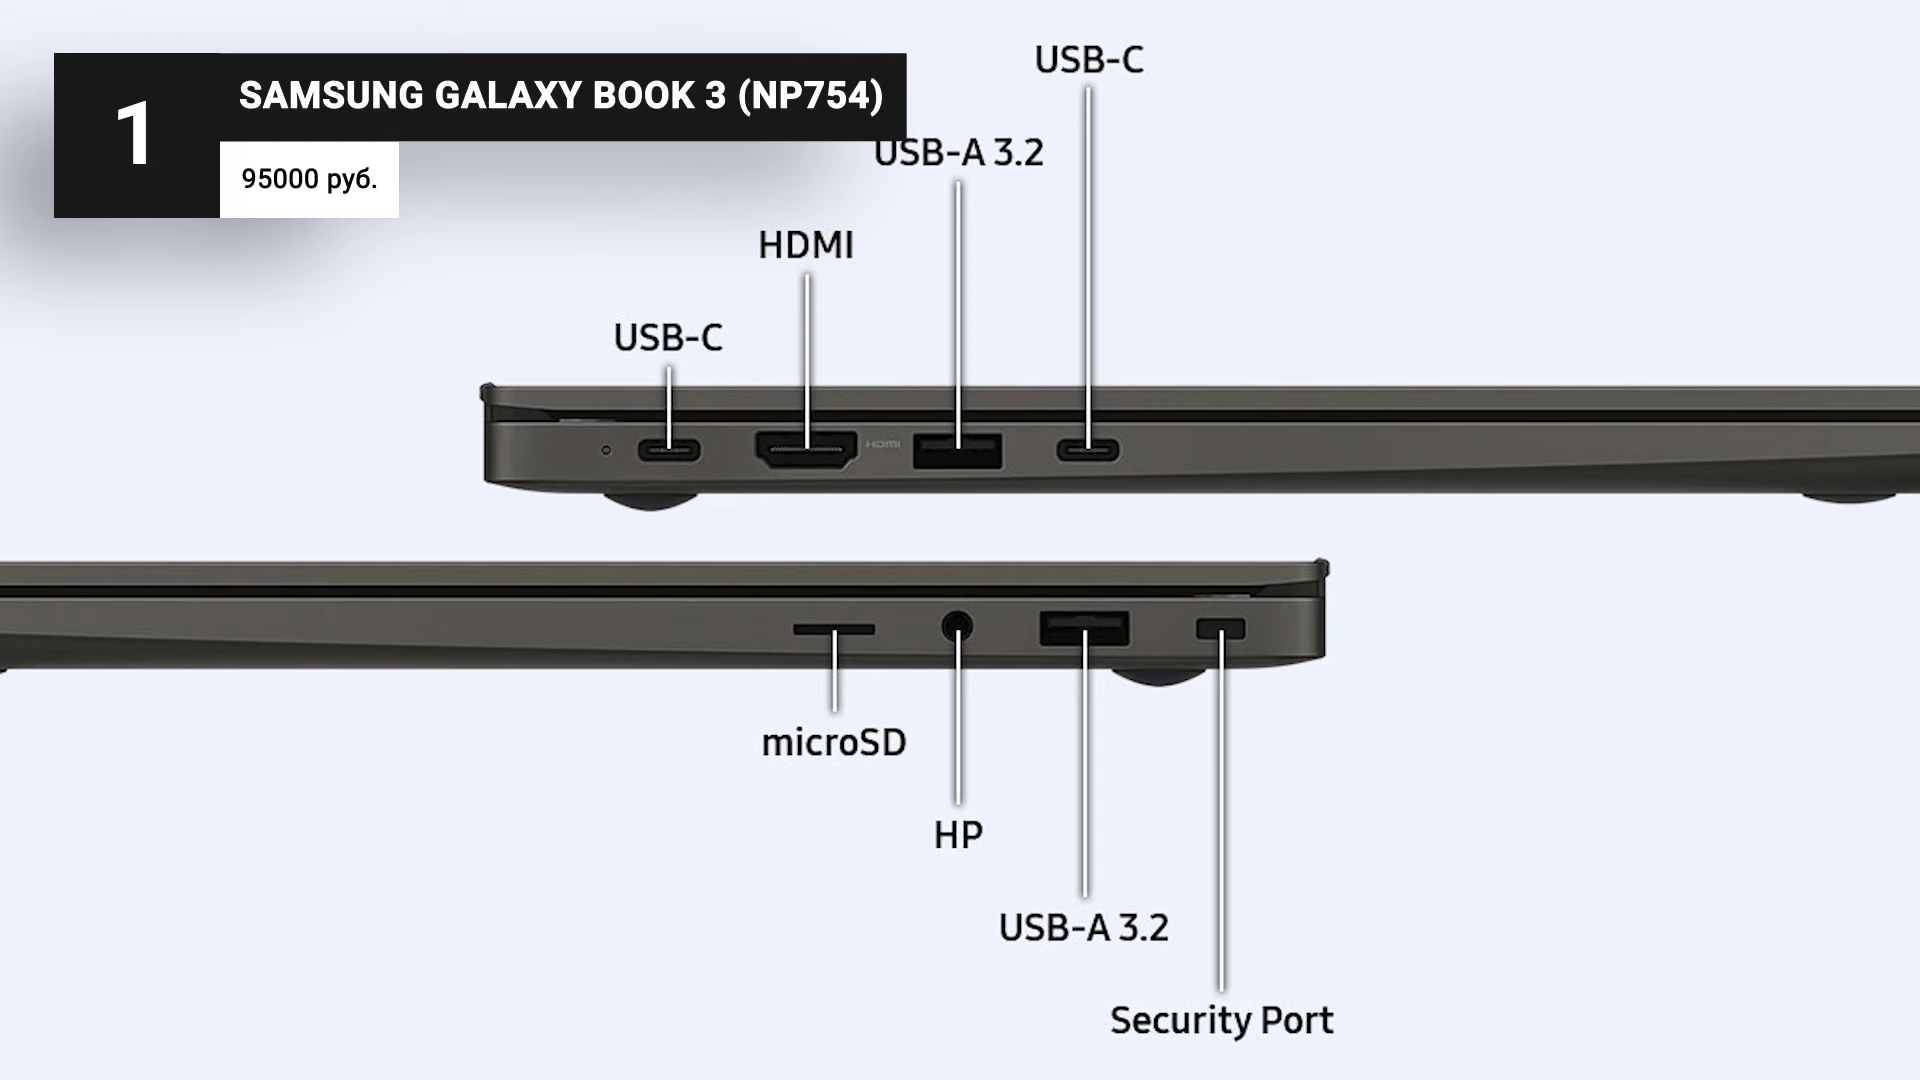 1
SAMSUNG GALAXY BOOK 3 (NP754)
95000 руб.
USB-C
USB-A 3.2
HDMI
USB-C
HDMI
microSD
HP
USB-A 3.2
Security Port